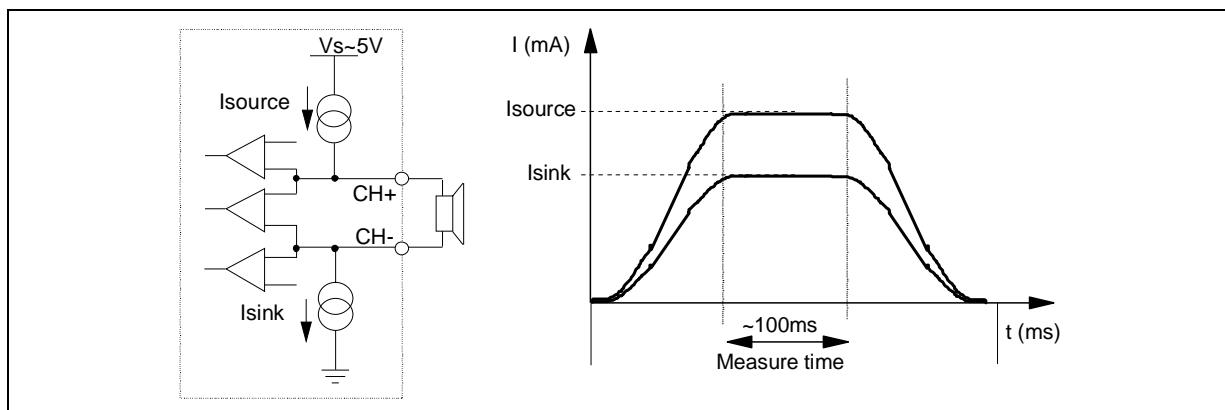 Vs~5V
Isource
CH+
CH-
Isink
I (mA)
Isource
Isink
~100ms
Measure time
t (ms)